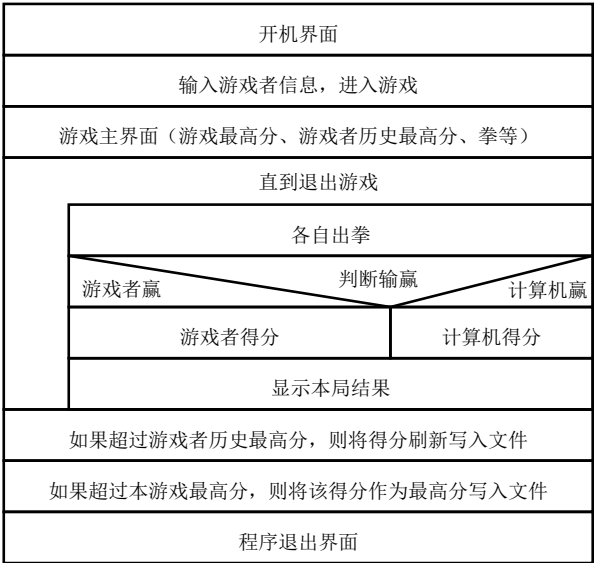 开机界面
输入游戏者信息，进入游戏
游戏主界面（游戏最高分、游戏者历史最高分、拳等）
直到退出游戏
各自出拳
判断输赢
游戏者赢
计算机赢
游戏者得分
计算机得分
显示本局结果
如果超过游戏者历史最高分，则将得分刷新写入文件
如果超过本游戏最高分，则将该得分作为最高分写入文件
程序退出界面